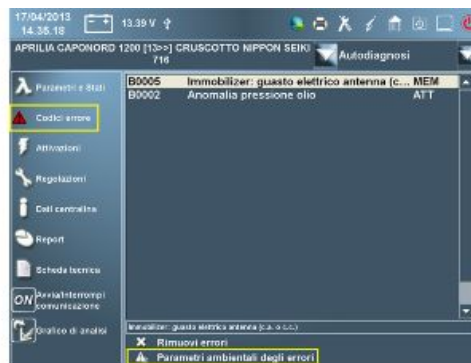 17/04/2013
14.35.18
13.39 V
APRILIA CAPONORD 1200 [13>>] CRUSCOTTO NIPPON SEIKI
716
Autodiagnosi
Parametri e Stati
Codici errore
Attivazioni
Regolazioni
Dati centralina
Report
Scheda tecnica
ON
Avvia/Interrompi
comunicazione
Grafico di analisi
B0005 Immobilizer: guasto elettrico antenna (c... MEM
B0002 Anomalia pressione olio ATT
Immobilizer: guasto elettrico antenna (c.a. o c.c.)
Rimuovi errori
Parametri ambientali degli errori